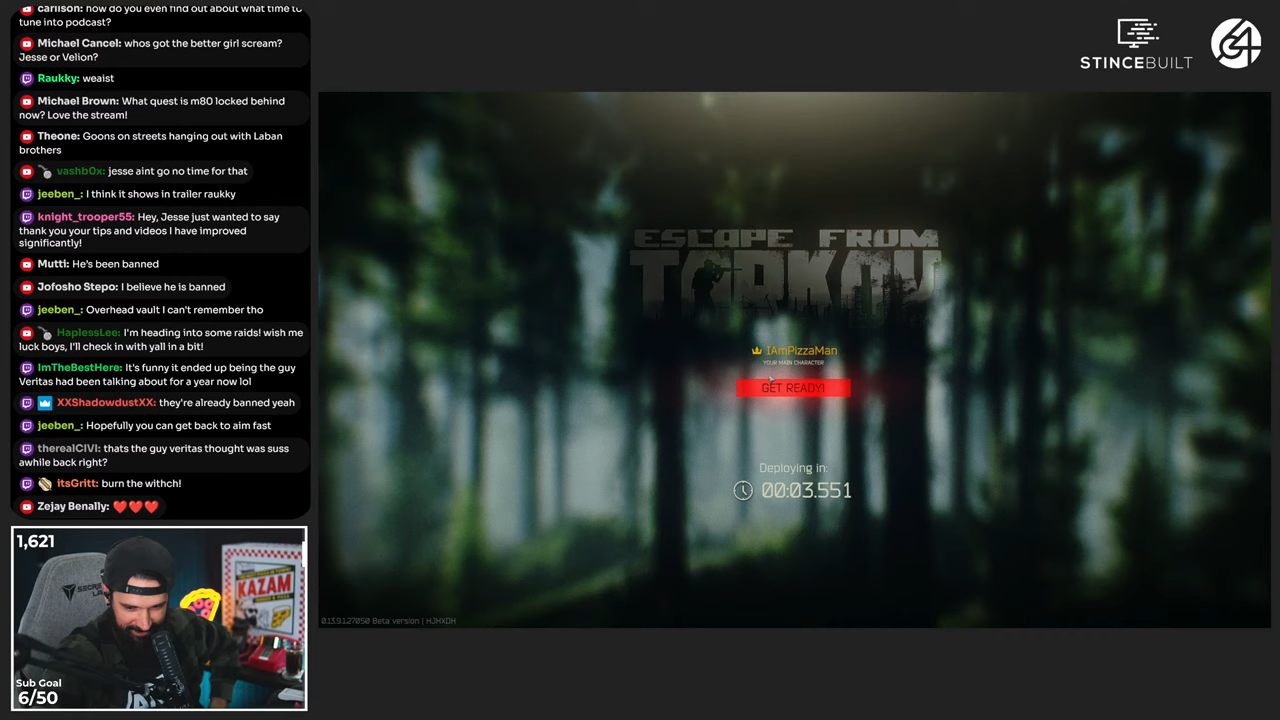 carlison: how do you even find out about what time to
tune into podcast?
Michael Cancel: whos got the better girl scream?
Jesse or Velion?
Raukky: weaist
Michael Brown: What quest is m80 locked behind
now? Love the stream!
Theone: Goons on streets hanging out with Laban
brothers
vashb0x: jesse aint go no time for that
jeeben_: I think it shows in trailer raukky
knight_trooper55: Hey, Jesse just wanted to say
thank you your tips and videos I have improved
significantly!
Mutti: He's been banned
Jofosho Stepo: I believe he is banned
jeeben_: Overhead vault I can't remember tho
HaplessLee: I'm heading into some raids! wish me
luck boys, I'll check in with yall in a bit!
ImTheBestHere: It's funny it ended up being the guy
Veritas had been talking about for a year now lol
XXShadowdustXX: they're already banned yeah
jeeben_: Hopefully you can get back to aim fast
therealCIVI: thats the guy veritas thought was suss
awhile back right?
itsGritt: burn the witchh!
Zejay Benally: ❤️❤️❤️
STINCEBUILT
ESCAPE FROM
TARKOV
IAmPizzaMan
YOUR MAIN CHARACTER
GET READY!
Deploying in:
00:03.551
0.13.9.1.27050 Beta version | HJHXDH
1,621
KAZAM
Sub Goal
6/50